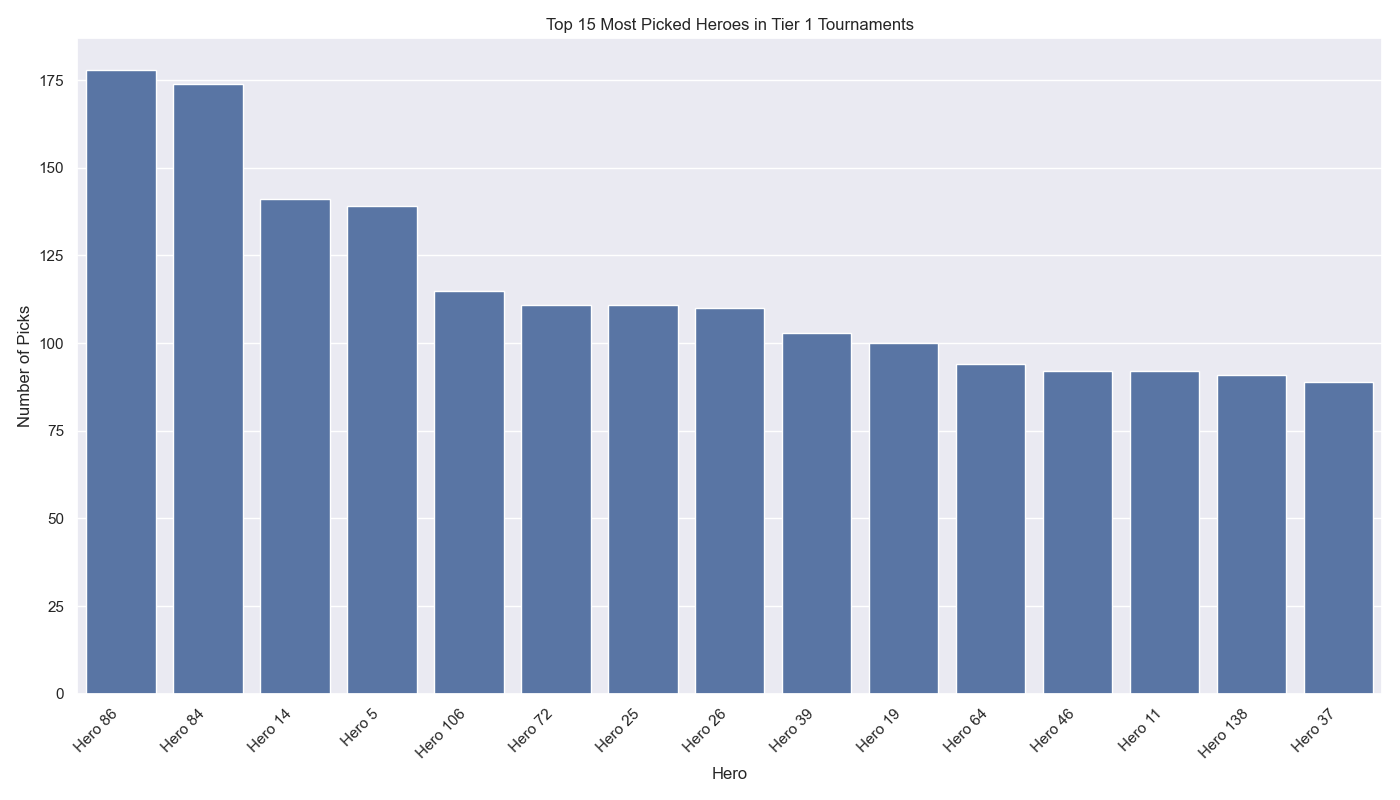 Top 15 Most Picked Heroes in Tier 1 Tournaments
Number of Picks
175
150
125
100
75
50
25
0
Hero 86
Hero 84
Hero 14
Hero 5
Hero 106
Hero 72
Hero 25
Hero 26
Hero 39
Hero 19
Hero 64
Hero 46
Hero 11
Hero 138
Hero 37
Hero